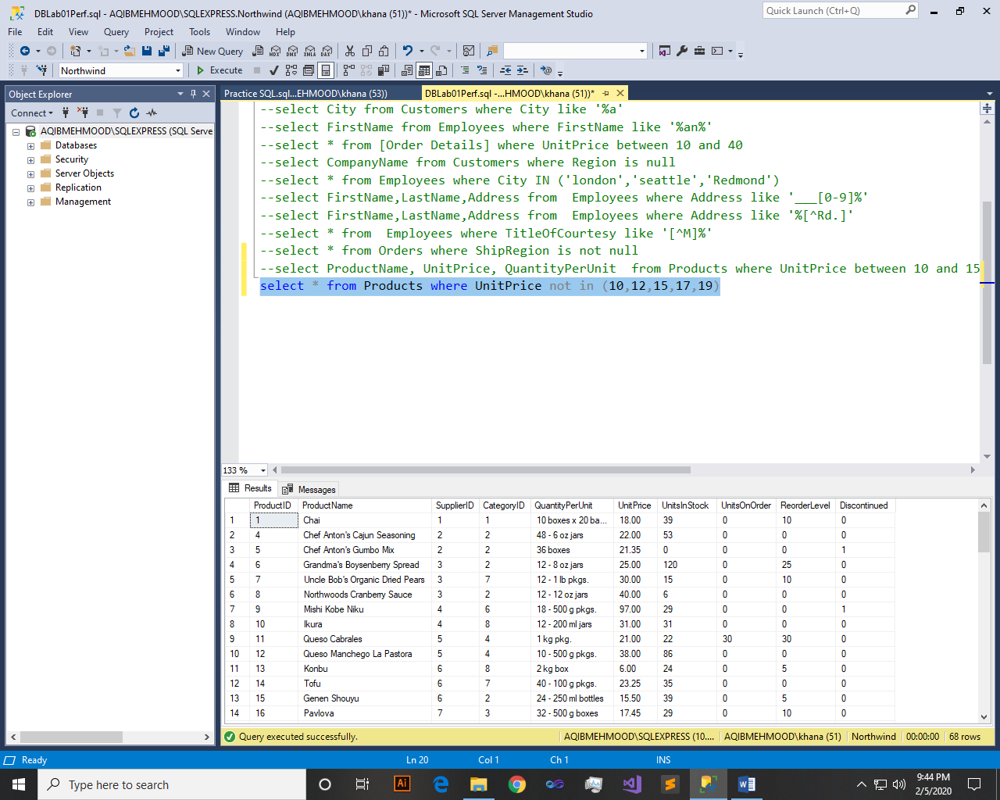 DBLab01Perf.sql - AQIBMEHMOOD\SQLEXPRESS.Northwind (AQIBMEHMOOD\khana (51))* - Microsoft SQL Server Management Studio
Quick Launch (Ctrl+Q)
File Edit View Query Project Tools Window Help
New Query MDX DMX XMLA DAX
Northwind Execute
Object Explorer
Practice SQL.sql...EHMOOD\khana (53))
DBLab01Perf.sql -...HMOOD\khana (51))*
Connect
AQIBMEHMOOD\SQLEXPRESS (SQL Serve
Databases
Security
Server Objects
Replication
Management
--select City from Customers where City like '%a'
--select FirstName from Employees where FirstName like '%an%'
--select * from [Order Details] where UnitPrice between 10 and 40
--select CompanyName from Customers where Region is null
--select * from Employees where City IN ('london','seattle','Redmond')
--select FirstName,LastName,Address from  Employees where Address like '___[0-9]%'
--select FirstName,LastName,Address from  Employees where Address like '%[^Rd.]'
--select * from  Employees where TitleOfCourtesy like '[^M]%'
--select * from Orders where ShipRegion is not null
--select ProductName, UnitPrice, QuantityPerUnit  from Products where UnitPrice between 10 and 15
select * from Products where UnitPrice not in (10,12,15,17,19)
133 %
Results Messages
ProductID ProductName SupplierID CategoryID QuantityPerUnit UnitPrice UnitsInStock UnitsOnOrder ReorderLevel Discontinued
1 1 Chai 1 1 10 boxes x 20 ba... 18.00 39 0 10 0
2 4 Chef Anton's Cajun Seasoning 2 2 48 - 6 oz jars 22.00 53 0 0 0
3 5 Chef Anton's Gumbo Mix 2 2 36 boxes 21.35 0 0 0 1
4 6 Grandma's Boysenberry Spread 3 2 12 - 8 oz jars 25.00 120 0 25 0
5 7 Uncle Bob's Organic Dried Pears 3 7 12 - 1 lb pkgs. 30.00 15 0 10 0
6 8 Northwoods Cranberry Sauce 3 2 12 - 12 oz jars 40.00 6 0 0 0
7 9 Mishi Kobe Niku 4 6 18 - 500 g pkgs. 97.00 29 0 0 1
8 10 Ikura 4 8 12 - 200 ml jars 31.00 31 0 0 0
9 11 Queso Cabrales 5 4 1 kg pkg. 21.00 22 30 30 0
10 12 Queso Manchego La Pastora 5 4 10 - 500 g pkgs. 38.00 86 0 0 0
11 13 Konbu 6 8 2 kg box 6.00 24 0 5 0
12 14 Tofu 6 7 40 - 100 g pkgs. 23.25 35 0 0 0
13 15 Genen Shouyu 6 2 24 - 250 ml bottles 15.50 39 0 5 0
14 16 Pavlova 7 3 32 - 500 g boxes 17.45 29 0 10 0
Query executed successfully.
AQIBMEHMOOD\SQLEXPRESS (10.... AQIBMEHMOOD\khana (51) Northwind 00:00:00 68 rows
Ready Ln 20 Col 1 Ch 1 INS
Type here to search
Ai
9:44 PM
2/5/2020